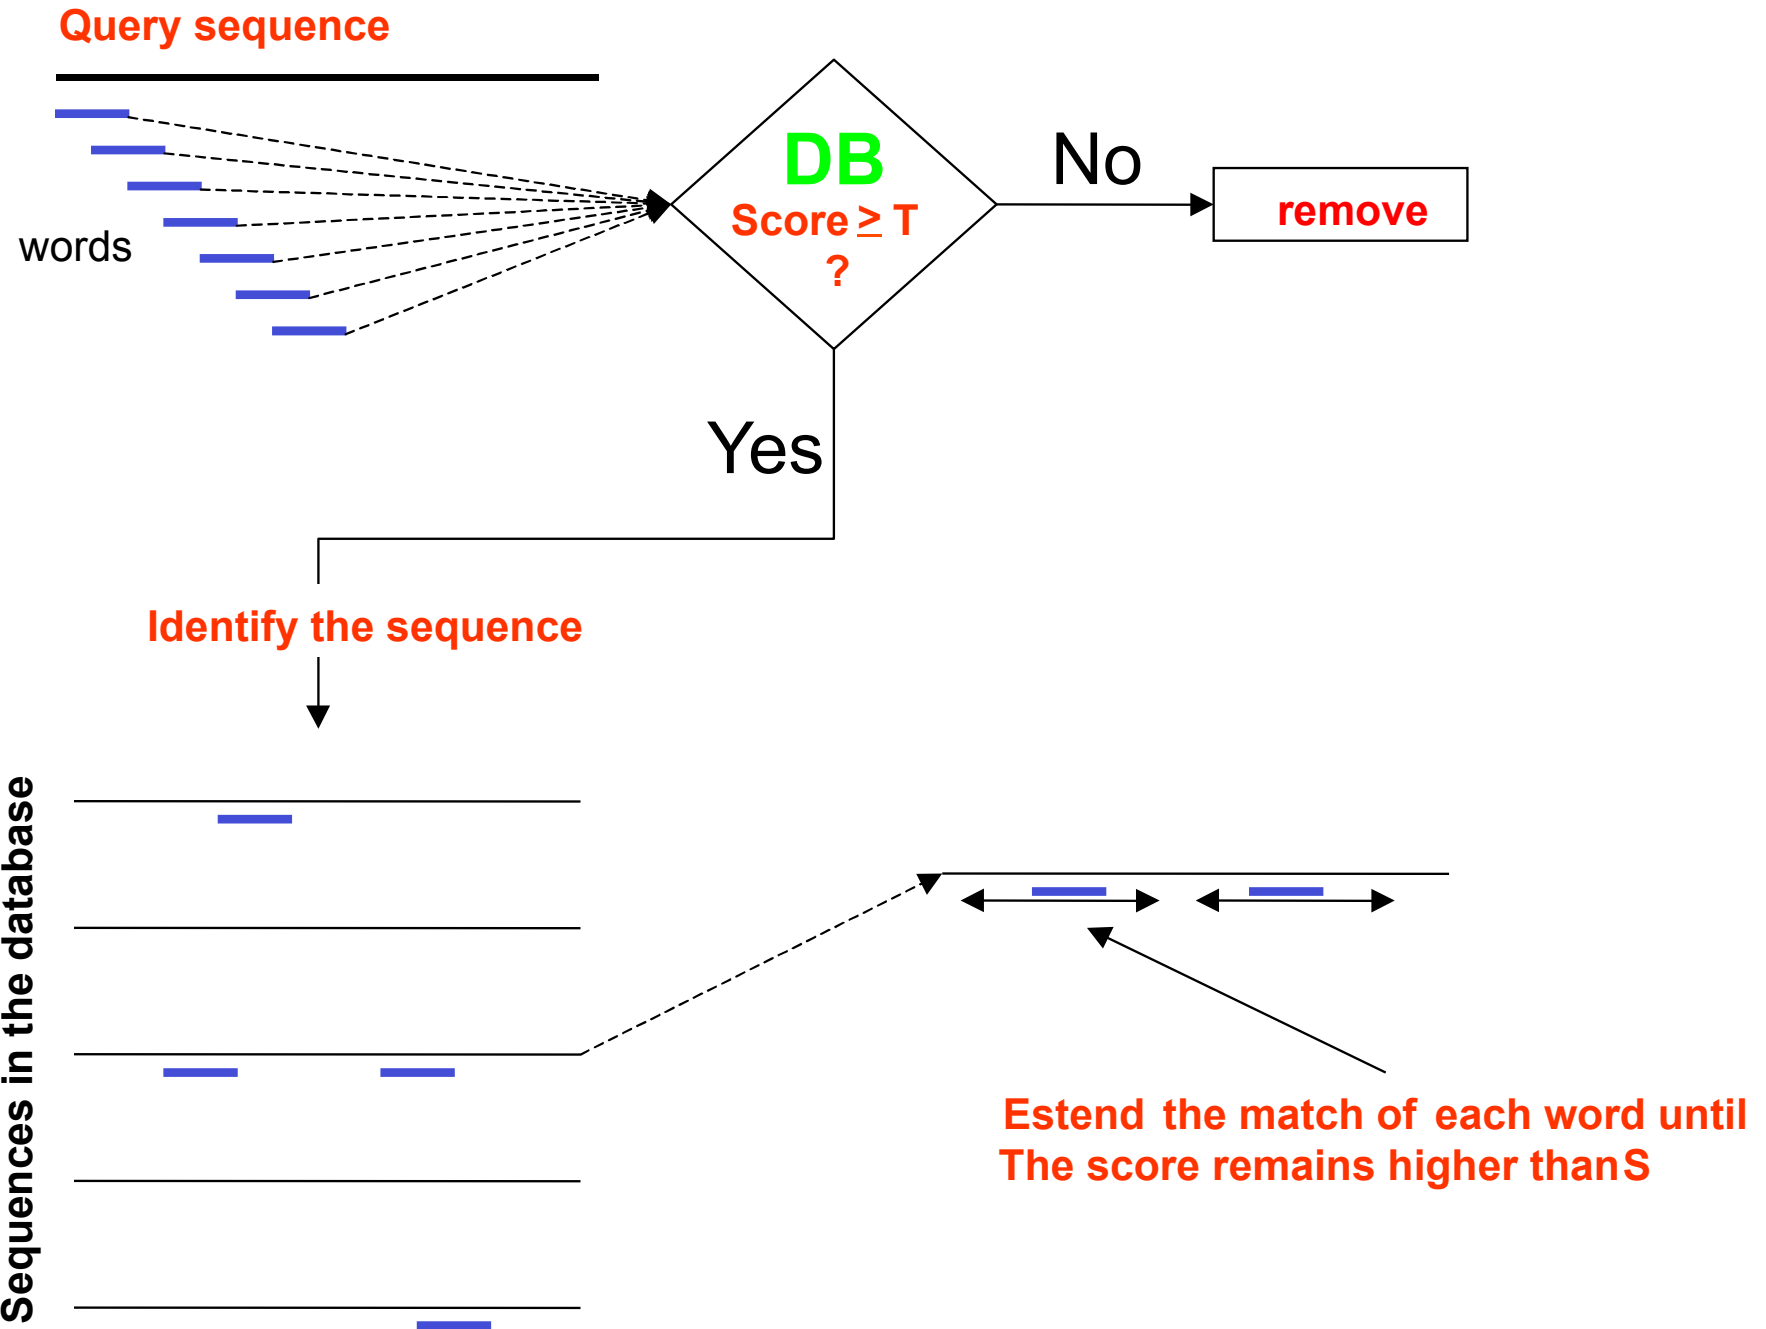 Query sequence
words
DB
Score ≥ T
?
No
remove
Yes
Identify the sequence
Sequences in the database
Estend the match of each word until
The score remains higher than S